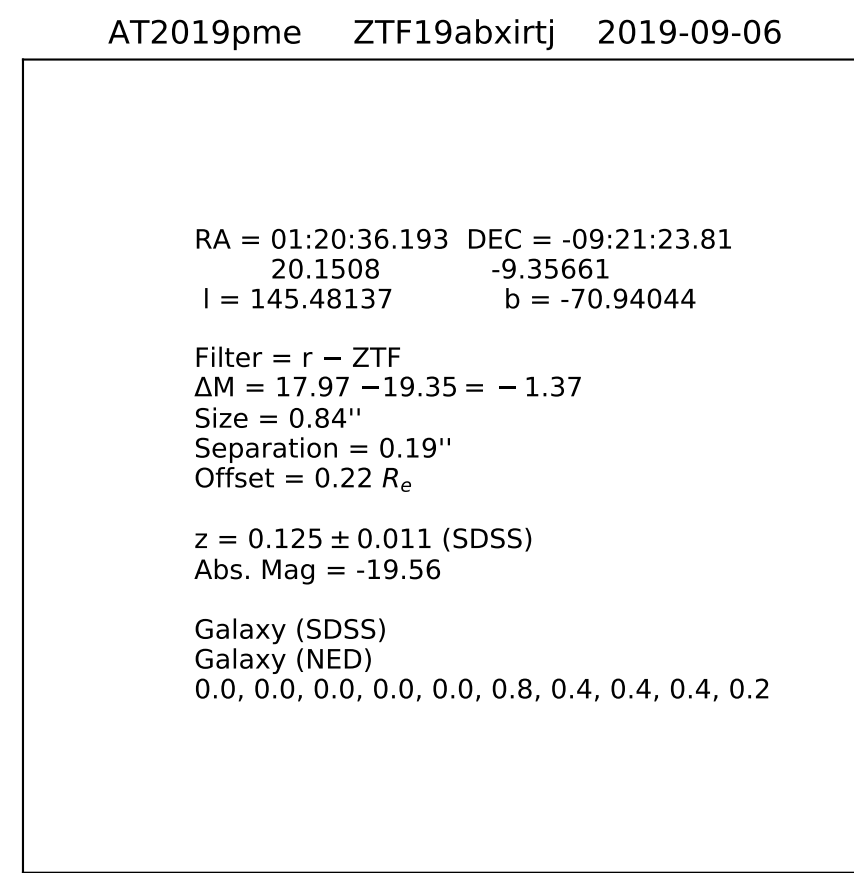 AT2019pme ZTF19abxirtj 2019-09-06
RA = 01:20:36.193 DEC = -09:21:23.81
20.1508 -9.35661
l = 145.48137 b = -70.94044
Filter = r − ZTF
ΔM = 17.97 −19.35 = − 1.37
Size = 0.84''
Separation = 0.19''
Offset = 0.22 Re
z = 0.125 ± 0.011 (SDSS)
Abs. Mag = -19.56
Galaxy (SDSS)
Galaxy (NED)
0.0, 0.0, 0.0, 0.0, 0.0, 0.8, 0.4, 0.4, 0.4, 0.2